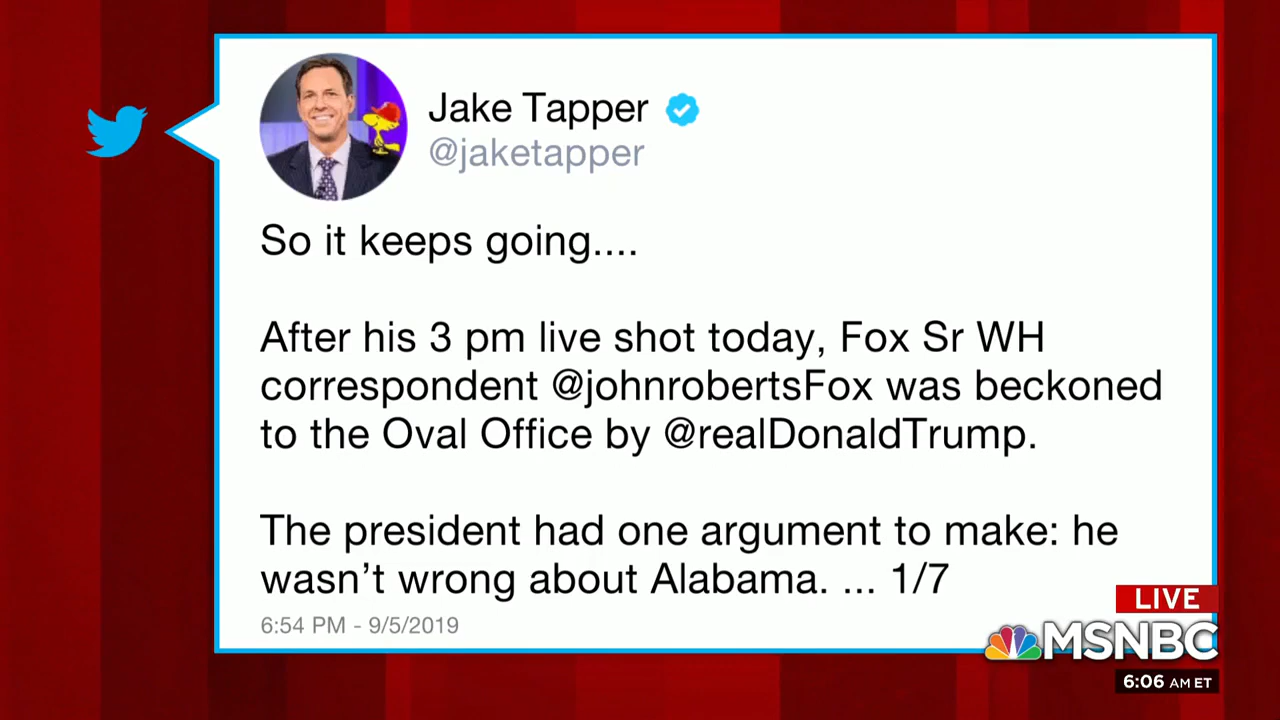 Jake Tapper
@jaketapper
So it keeps going....
After his 3 pm live shot today, Fox Sr WH
correspondent @johnrobertsFox was beckoned
to the Oval Office by @realDonaldTrump.
The president had one argument to make: he
wasn’t wrong about Alabama. ... 1/7
6:54 PM - 9/5/2019
LIVE
MSNBC
6:06 AM ET